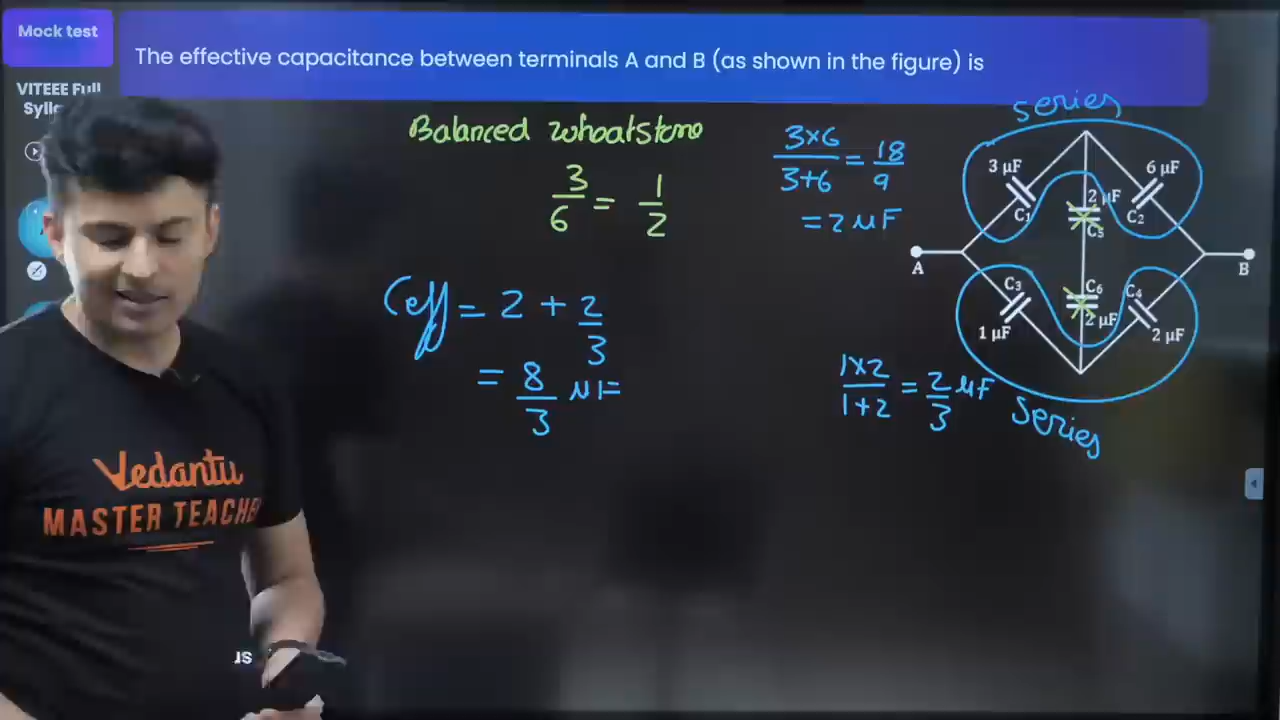 Mock test
The effective capacitance between terminals A and B (as shown in the figure) is
VITEEE Full
Sylla
Balanced wheatstone
3/6 = 1/2
3×6/3+6 = 18/9
= 2 μF
series
3 μF
6 μF
2 μF
C1
C2
C5
A
B
C3
C6
C4
1 μF
2 μF
2 μF
series
1×2/1+2 = 2/3 μF
Ceff = 2 + 2/3
= 8/3 μF
Vedantu
MASTER TEACHE
us